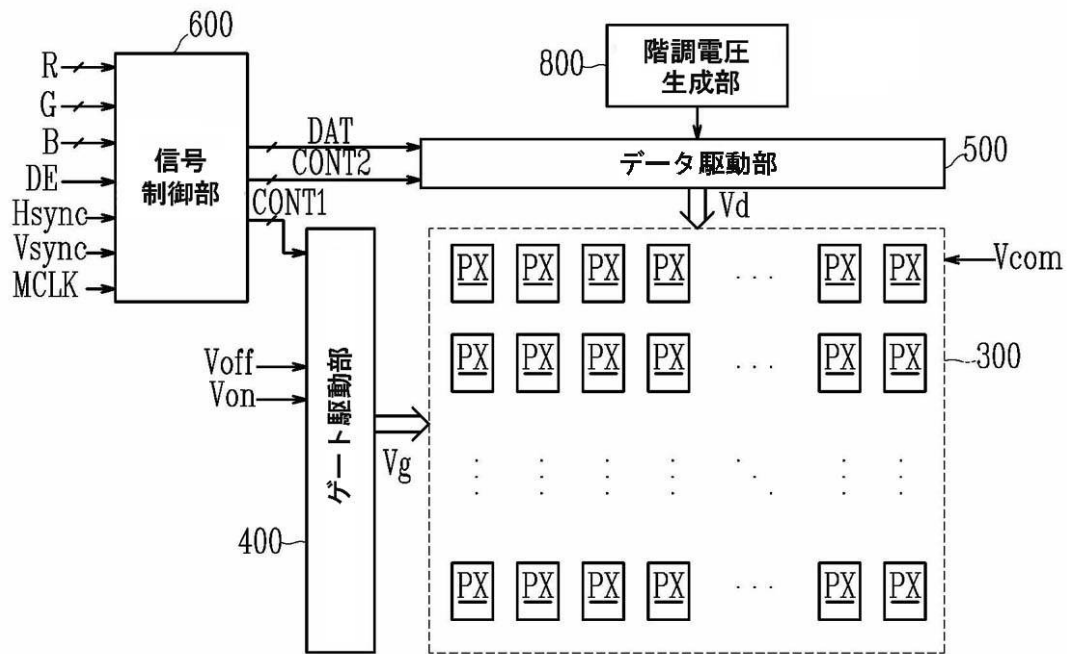 600
R
G
B
DE
Hsync
Vsync
MCLK
信号
制御部
DAT
CONT2
CONT1
800
階調電圧
生成部
データ駆動部
500
Vd
Vcom
Voff
Von
ゲート駆動部
400
Vg
300
PX PX PX PX ... PX PX
PX PX PX PX ... PX PX
PX PX PX PX ... PX PX